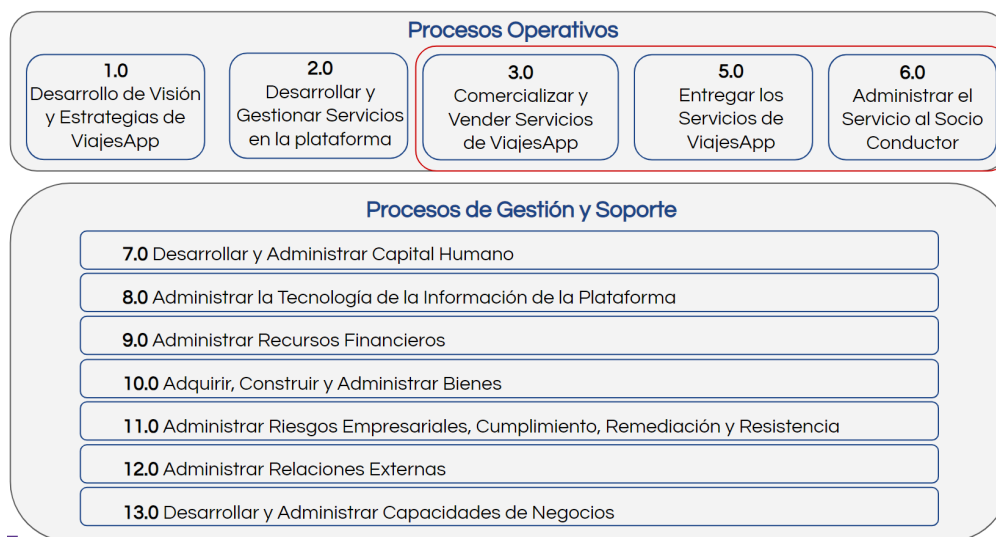 Procesos Operativos
1.0
Desarrollo de Visión
y Estrategias de
ViajesApp
2.0
Desarrollar y
Gestionar Servicios
en la plataforma
3.0
Comercializar y
Vender Servicios
de ViajesApp
5.0
Entregar los
Servicios de
ViajesApp
6.0
Administrar el
Servicio al Socio
Conductor
Procesos de Gestión y Soporte
7.0 Desarrollar y Administrar Capital Humano
8.0 Administrar la Tecnología de la Información de la Plataforma
9.0 Administrar Recursos Financieros
10.0 Adquirir, Construir y Administrar Bienes
11.0 Administrar Riesgos Empresariales, Cumplimiento, Remediación y Resistencia
12.0 Administrar Relaciones Externas
13.0 Desarrollar y Administrar Capacidades de Negocios